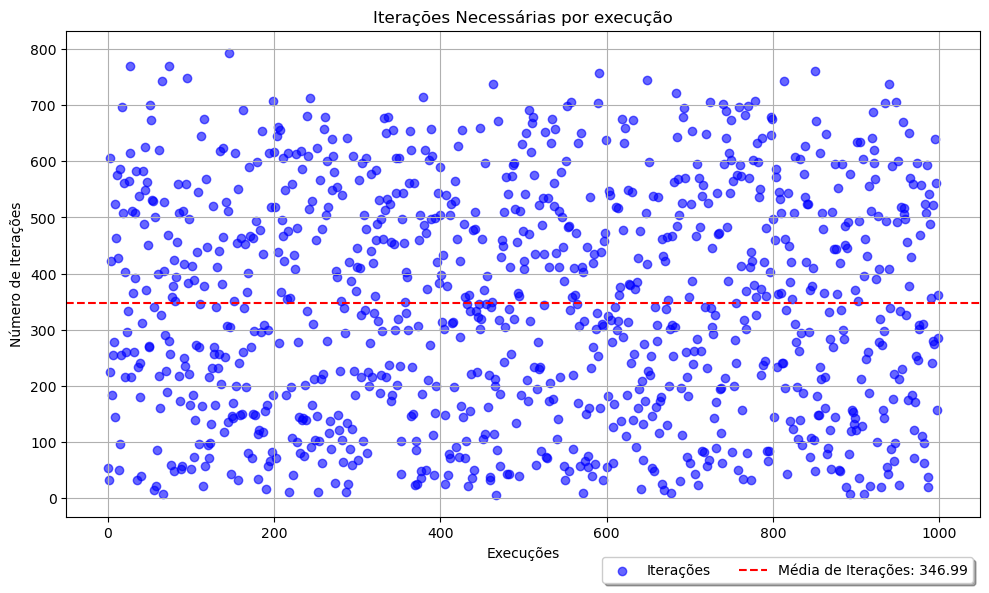 Iterações Necessárias por execução
Número de Iterações
800
700
600
500
400
300
200
100
0
0 200 400 600 800 1000
Execuções
Iterações Média de Iterações: 346.99